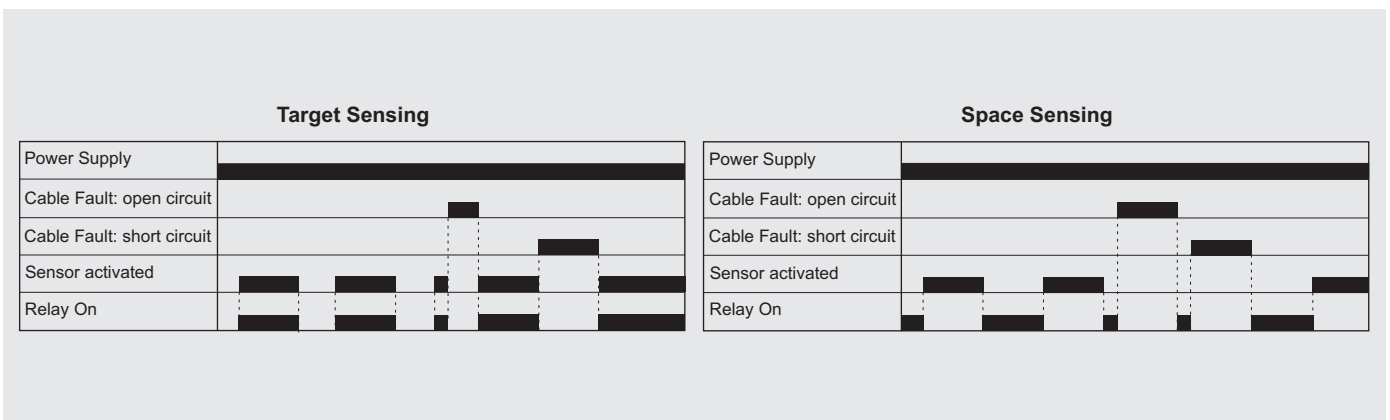 Target Sensing
Power Supply
Cable Fault: open circuit
Cable Fault: short circuit
Sensor activated
Relay On
Space Sensing
Power Supply
Cable Fault: open circuit
Cable Fault: short circuit
Sensor activated
Relay On